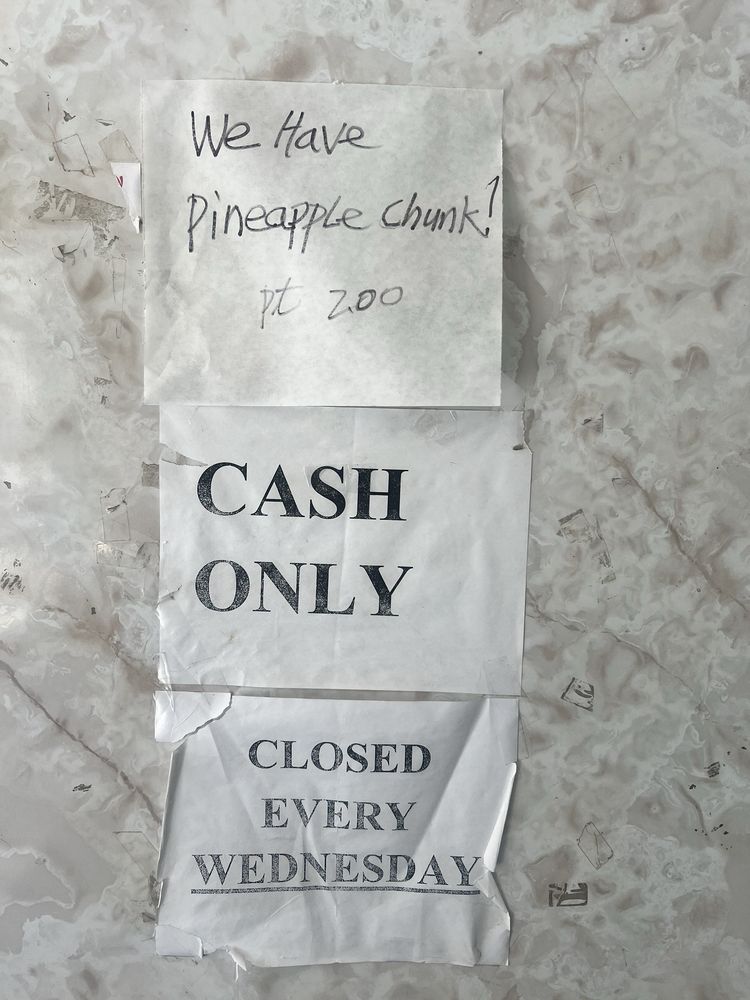 We Have
Pineapple Chunk!
pt 2.00
CASH
ONLY
CLOSED
EVERY
WEDNESDAY